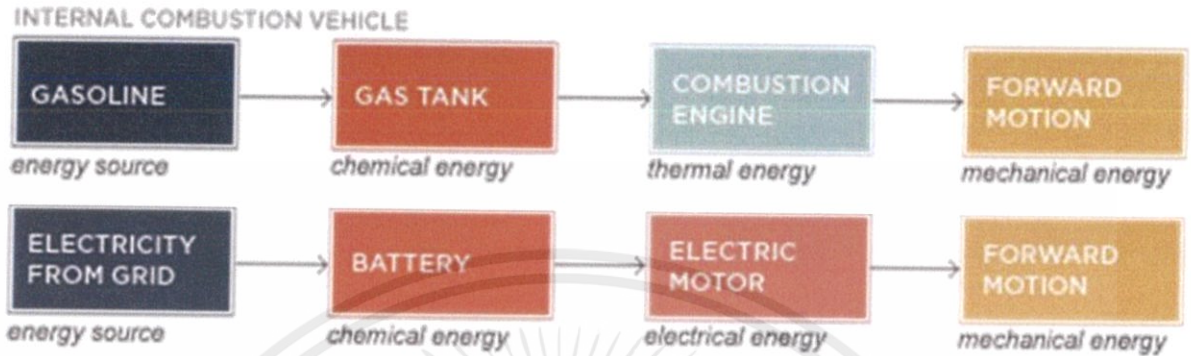 INTERNAL COMBUSTION VEHICLE
GASOLINE
energy source
GAS TANK
chemical energy
COMBUSTION
ENGINE
thermal energy
FORWARD
MOTION
mechanical energy
ELECTRICITY
FROM GRID
energy source
BATTERY
chemical energy
ELECTRIC
MOTOR
electrical energy
FORWARD
MOTION
mechanical energy